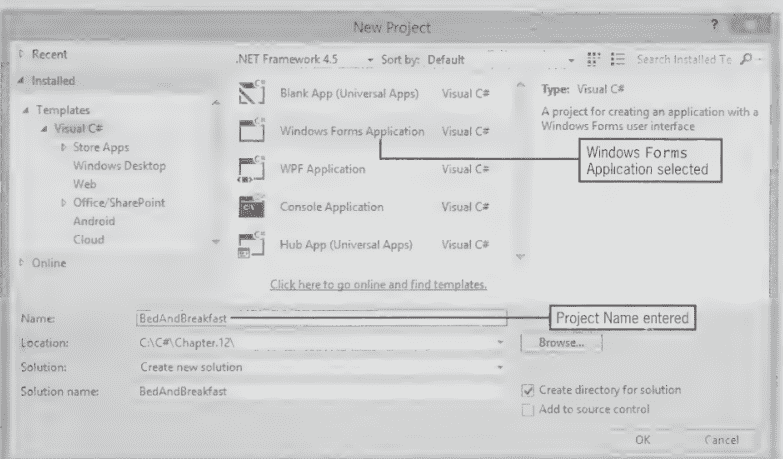 New Project
?
Recent
.NET Framework 4.5 Sort by: Default Search Installed Te
Installed
Templates
Visual C#
Store Apps
Windows Desktop
Web
Office/SharePoint
Android
Cloud
Online
Blank App (Universal Apps) Visual C#
Windows Forms Application Visual C#
WPF Application Visual C#
Console Application Visual C#
Hub App (Universal Apps) Visual C#
Click here to go online and find templates.
Type: Visual C#
A project for creating an application with a
Windows Forms user interface
Windows Forms
Application selected
Name: BedAndBreakfast
Project Name entered
Location: C:\C#\Chapter.12\ Browse...
Solution: Create new solution
Solution name: BedAndBreakfast
Create directory for solution
Add to source control
OK Cancel